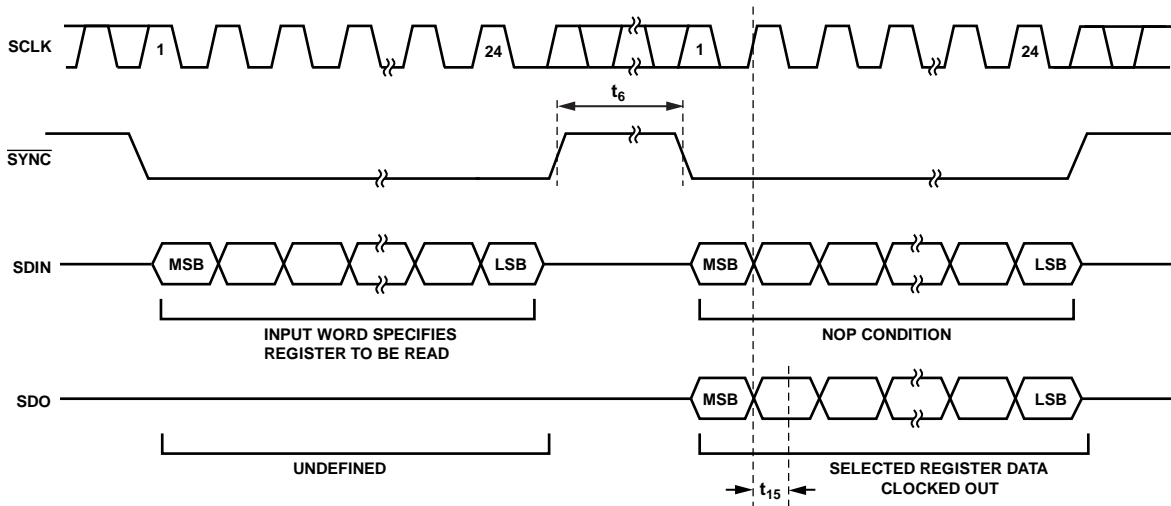 SCLK
1
24
1
24
t6
SYNC
SDIN
MSB
LSB
MSB
LSB
INPUT WORD SPECIFIES
REGISTER TO BE READ
NOP CONDITION
SDO
MSB
LSB
UNDEFINED
SELECTED REGISTER DATA
CLOCKED OUT
t15